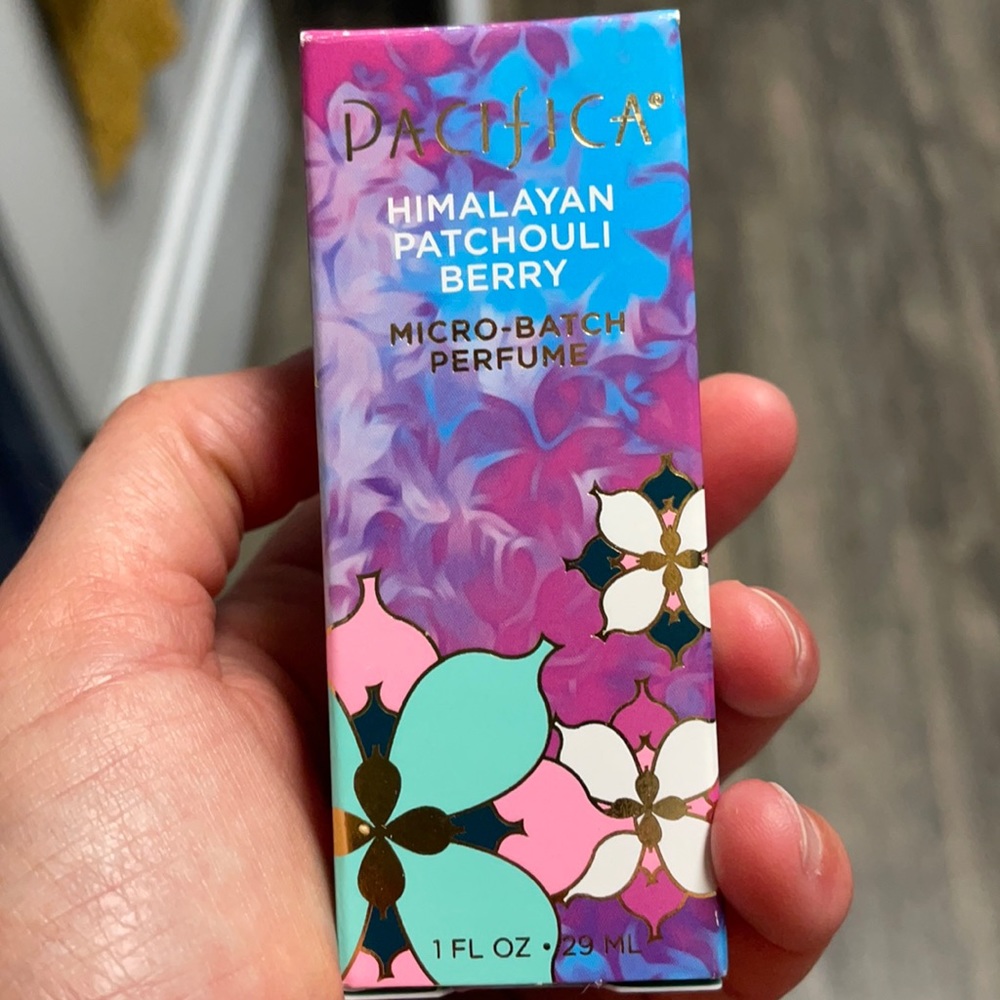 PACIFICA®
HIMALAYAN
PATCHOULI
BERRY
MICRO-BATCH
PERFUME
1 FL OZ • 29 ML